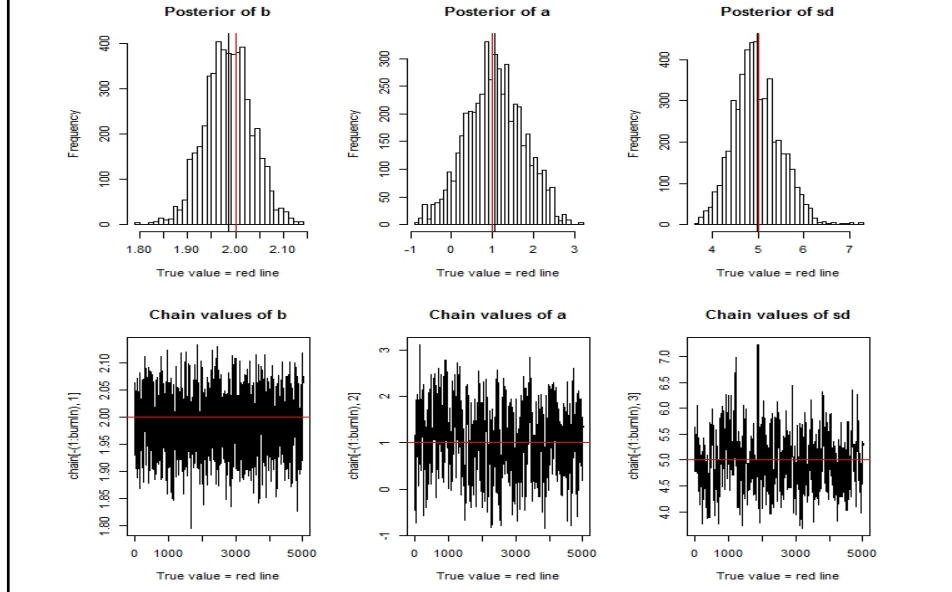 Posterior of b
Frequency
400
300
200
100
0
1.80 1.90 2.00 2.10
True value = red line
Posterior of a
Frequency
300
250
200
150
100
50
0
-1 0 1 2 3
True value = red line
Posterior of sd
Frequency
400
300
200
100
0
4 5 6 7
True value = red line
Chain values of b
chain[-(1:burnIn), 1]
2.10
2.05
2.00
1.95
1.90
1.85
1.80
0 1000 3000 5000
True value = red line
Chain values of a
chain[-(1:burnIn), 2]
3
2
1
0
-1
0 1000 3000 5000
True value = red line
Chain values of sd
chain[-(1:burnIn), 3]
7.0
6.5
6.0
5.5
5.0
4.5
4.0
0 1000 3000 5000
True value = red line